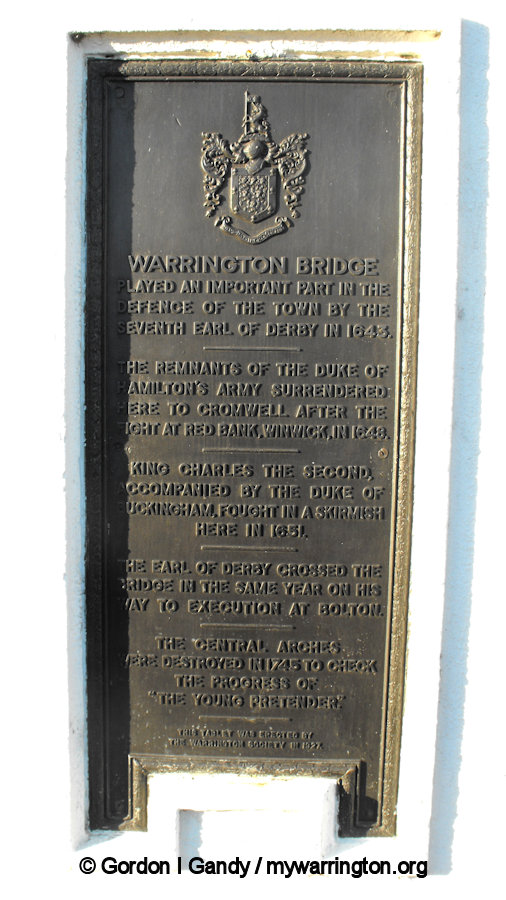 WARRINGTON BRIDGE
PLAYED AN IMPORTANT PART IN THE
DEFENCE OF THE TOWN BY THE
SEVENTH EARL OF DERBY IN 1643.
THE REMNANTS OF THE DUKE OF
HAMILTON'S ARMY SURRENDERED
HERE TO CROMWELL AFTER THE
FIGHT AT RED BANK, WINWICK, IN 1648.
KING CHARLES THE SECOND,
ACCOMPANIED BY THE DUKE OF
BUCKINGHAM, FOUGHT IN A SKIRMISH
HERE IN 1651.
THE EARL OF DERBY CROSSED THE
BRIDGE IN THE SAME YEAR ON HIS
WAY TO EXECUTION AT BOLTON.
THE CENTRAL ARCHES
WERE DESTROYED IN 1745 TO CHECK
THE PROGRESS OF
"THE YOUNG PRETENDER."
THIS TABLET WAS ERECTED BY
THE WARRINGTON SOCIETY IN 1927.
© Gordon I Gandy / mywarrington.org